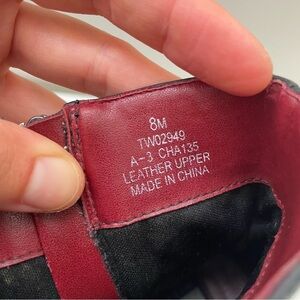 8M
TW02949
A-3 CHA135
LEATHER UPPER
MADE IN CHINA